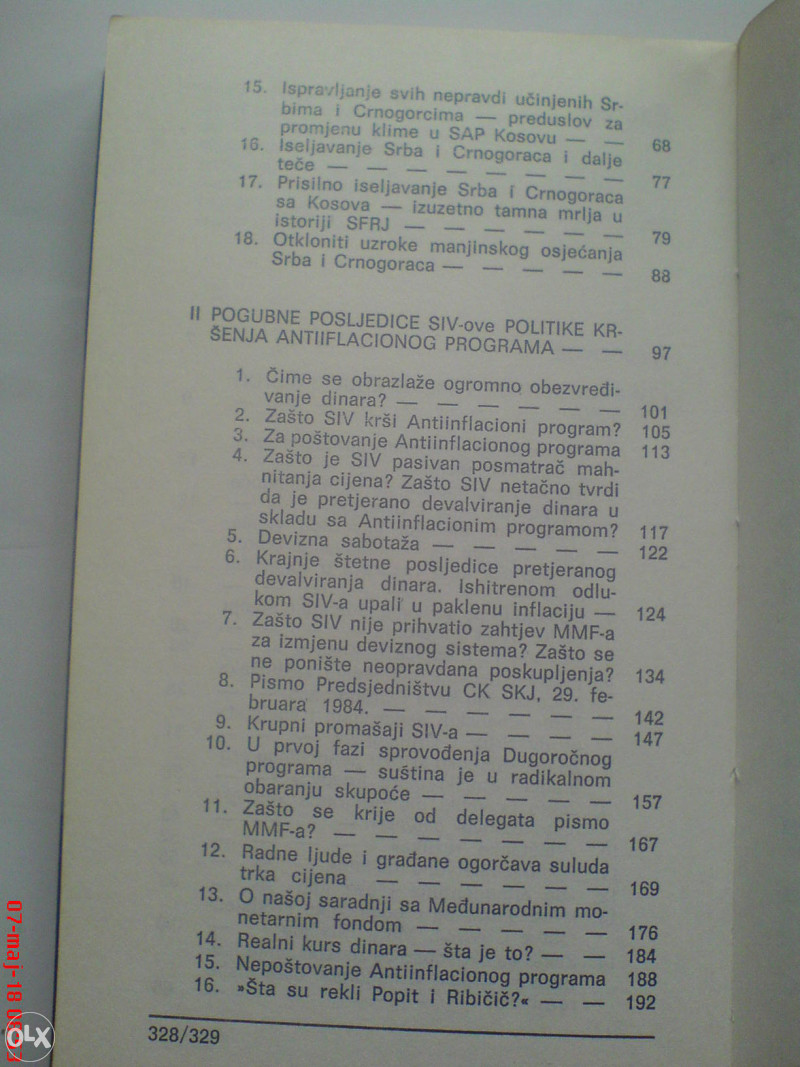 15. Ispravljanje svih nepravdi učinjenih Sr-
bima i Crnogorcima — preduslov za
promjenu klime u SAP Kosovu — — 68
16. Iseljavanje Srba i Crnogoraca i dalje
teče — — — — — — — — 77
17. Prisilno iseljavanje Srba i Crnogoraca
sa Kosova — izuzetno tamna mrlja u
istoriji SFRJ — — — — — — 79
18. Otkloniti uzroke manjinskog osjećanja
Srba i Crnogoraca — — — — — 88
II POGUBNE POSLJEDICE SIV-ove POLITIKE KR-
ŠENJA ANTIIFLACIONOG PROGRAMA — — 97
1. Čime se obrazlaže ogromno obezvređi-
vanje dinara? — — — — — — 101
2. Zašto SIV krši Antiinflacioni program? 105
3. Za poštovanje Antiinflacionog programa 113
4. Zašto je SIV pasivan posmatrač mah-
nitanja cijena? Zašto SIV netačno tvrdi
da je pretjerano devalviranje dinara u
skladu sa Antiinflacionim programom? 117
5. Devizna sabotaža — — — — — 122
6. Krajnje štetne posljedice pretjeranog
devalviranja dinara. Ishitrenom odlu-
kom SIV-a upali u paklenu inflaciju — 124
7. Zašto SIV nije prihvatio zahtjev MMF-a
za izmjenu deviznog sistema? Zašto se
ne ponište neopravdana poskupljenja? 134
8. Pismo Predsjedništvu CK SKJ, 29. fe-
bruara 1984. — — — — — — 142
9. Krupni promašaji SIV-a — — — — 147
10. U prvoj fazi sprovođenja Dugoročnog
programa — suština je u radikalnom
obaranju skupoće — — — — — 157
11. Zašto se krije od delegata pismo
MMF-a? — — — — — — — 167
12. Radne ljude i građane ogorčava suluda
trka cijena — — — — — — 169
13. O našoj saradnji sa Međunarodnim mo-
netarnim fondom — — — — — 176
14. Realni kurs dinara — šta je to? — — 184
15. Nepoštovanje Antiinflacionog programa 188
16. »Šta su rekli Popit i Ribičič?« — — 192
328/329
07-maj-18
OLX